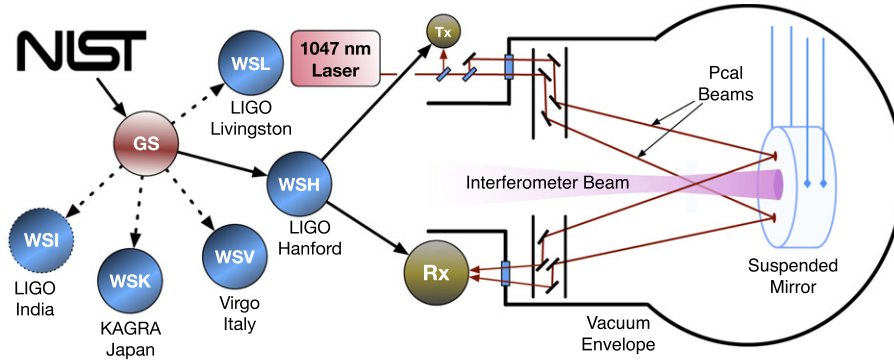 NIST
WSL
LIGO
Livingston
1047 nm
Laser
Tx
Pcal
Beams
GS
WSH
LIGO
Hanford
Interferometer Beam
WSI
LIGO
India
WSK
KAGRA
Japan
WSV
Virgo
Italy
Rx
Suspended
Mirror
Vacuum
Envelope